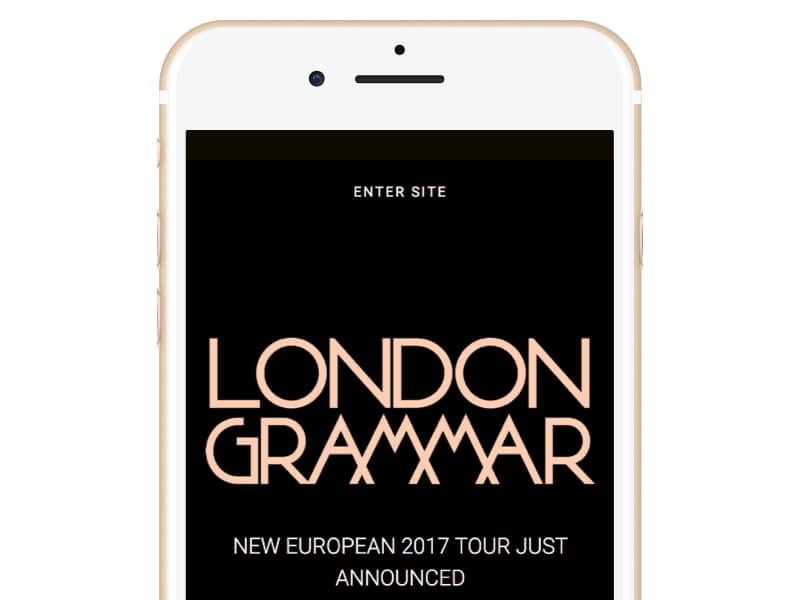 ENTER SITE
LONDON
GRAMMAR
NEW EUROPEAN 2017 TOUR JUST
ANNOUNCED